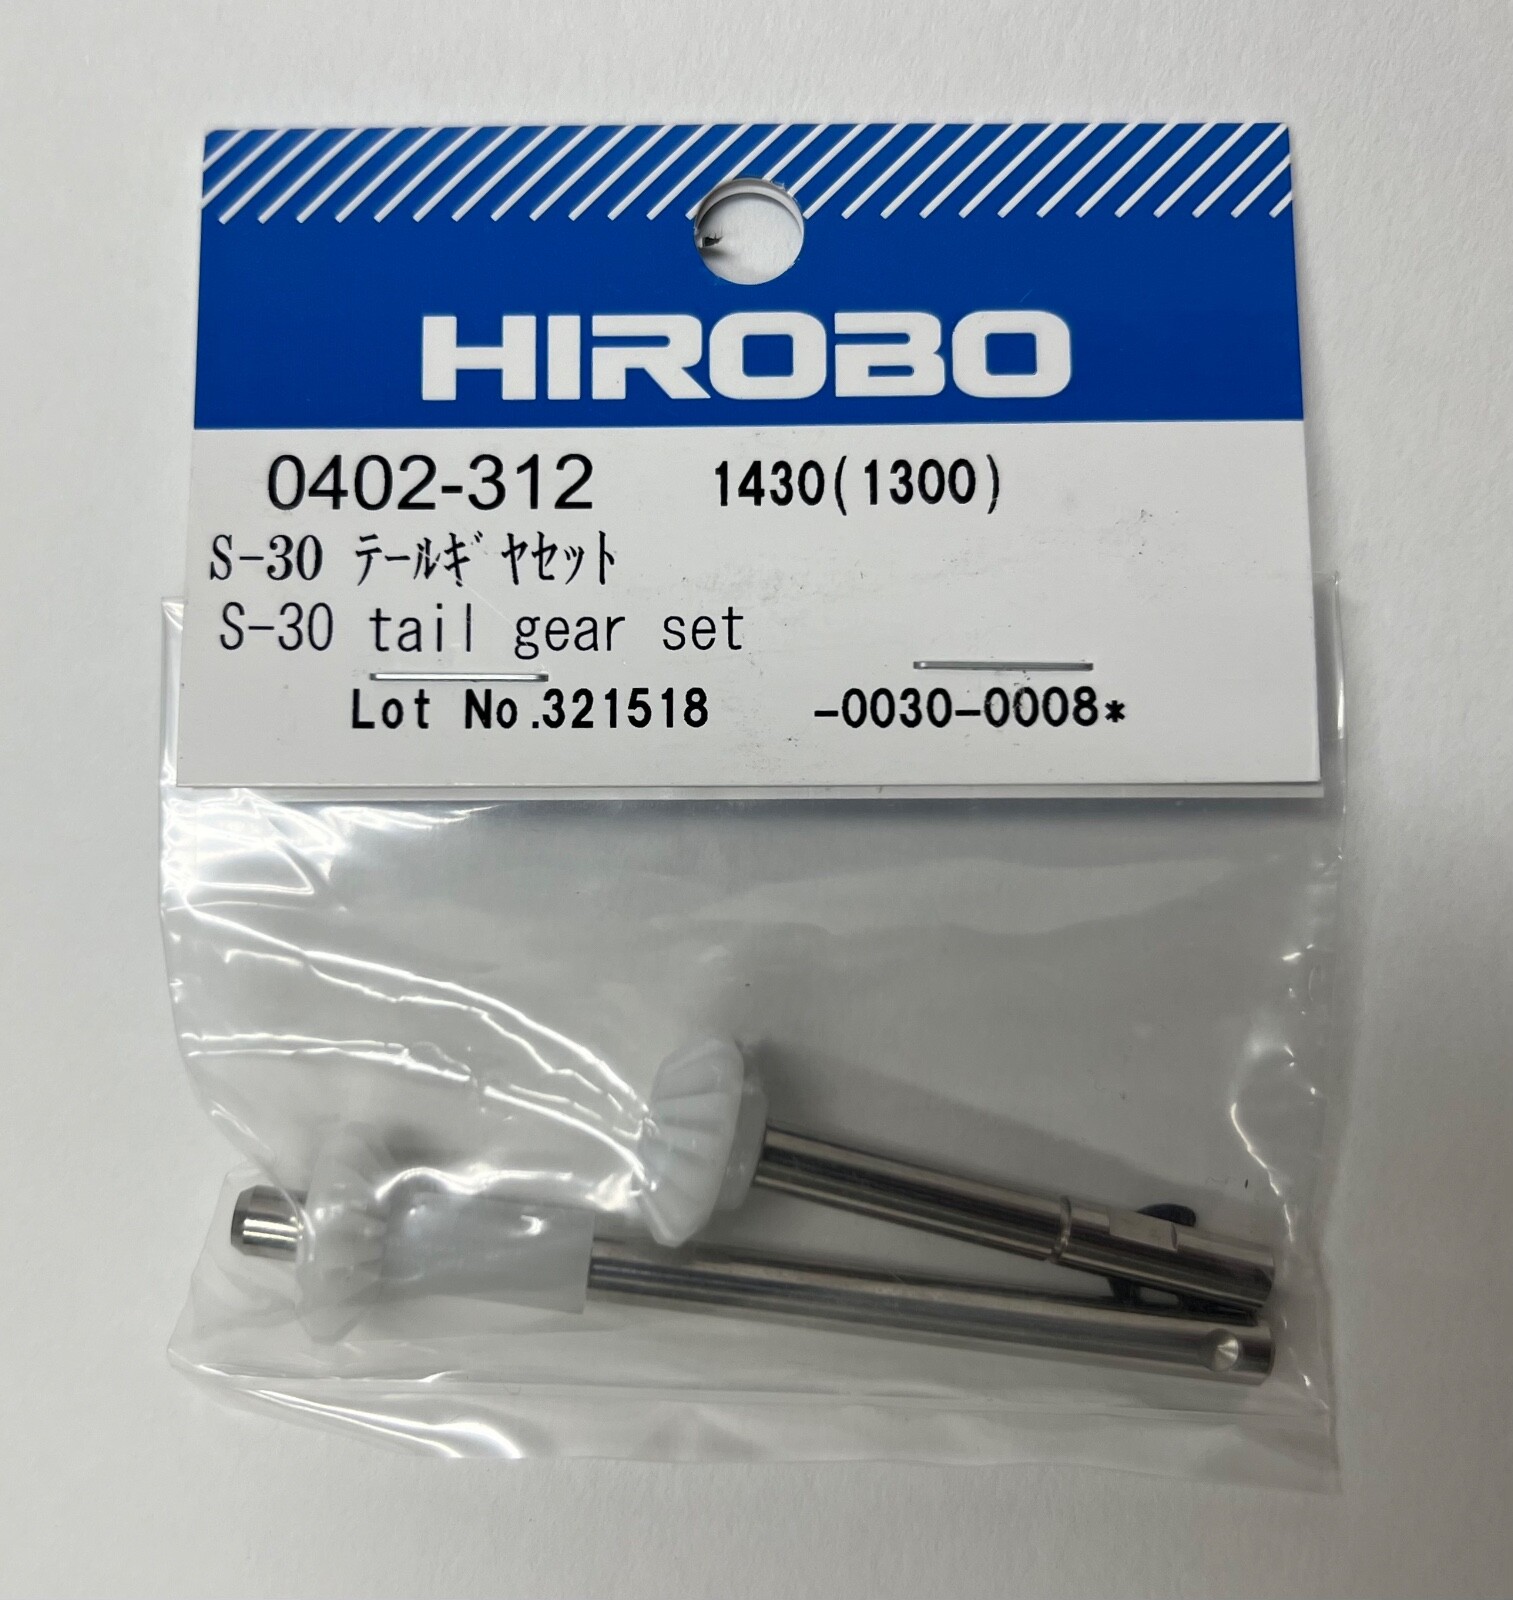 HIROBO
0402-312 1430(1300)
S-30 テールギヤセット
S-30 tail gear set
Lot No.321518 -0030-0008*